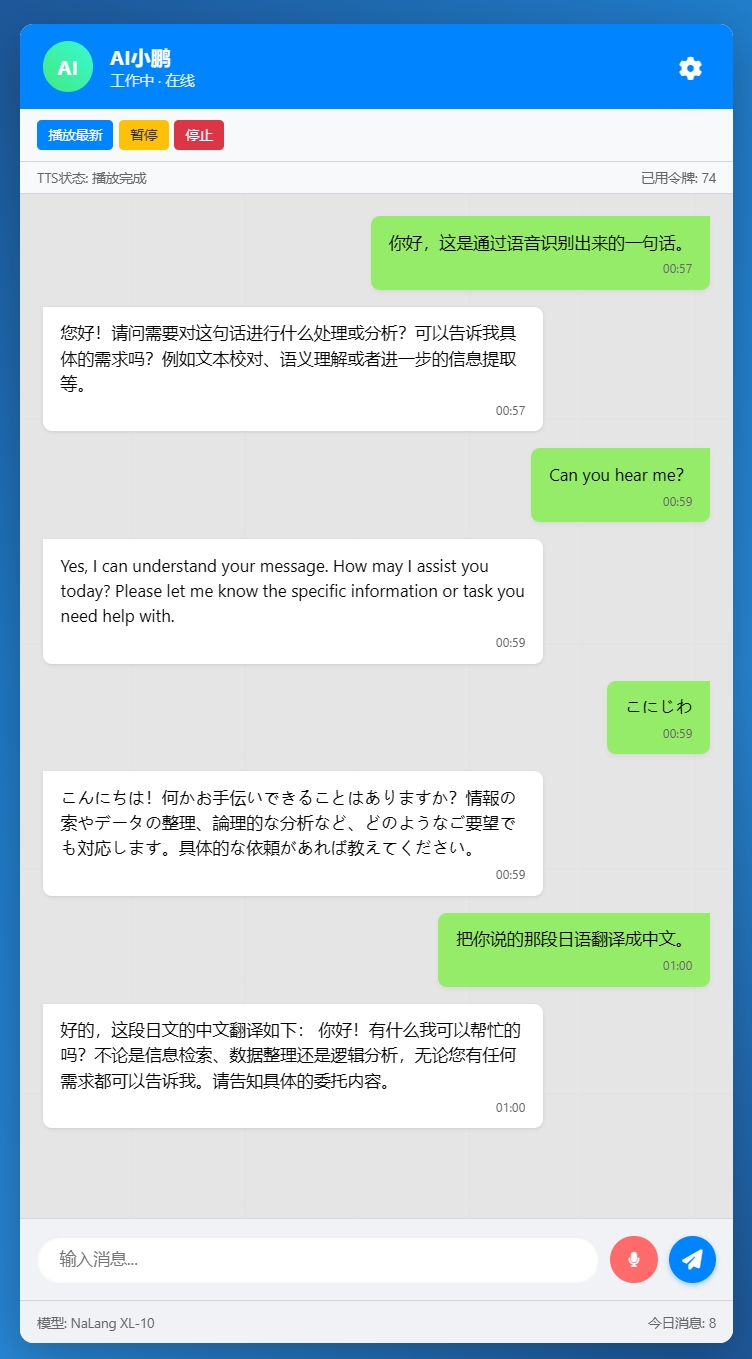 AI
AI小鹏
工作中 · 在线
播放最新 暂停 停止
TTS状态: 播放完成 已用令牌: 74
你好，这是通过语音识别出来的一句话。
00:57
您好！请问需要对这句话进行什么处理或分析？可以告诉我具
体的需求吗？例如文本校对、语义理解或者进一步的信息提取
等。
00:57
Can you hear me？
00:59
Yes, I can understand your message. How may I assist you
today? Please let me know the specific information or task you
need help with.
00:59
こにじわ
00:59
こんにちは！何かお手伝いできることはありますか？情報の
索やデータの整理、論理的な分析など、どのようなご要望で
も対応します。具体的な依頼があれば教えてください。
00:59
把你说的那段日语翻译成中文。
01:00
好的，这段日文的中文翻译如下： 你好！有什么我可以帮忙的
吗？不论是信息检索、数据整理还是逻辑分析，无论您有任何
需求都可以告诉我。请告知具体的委托内容。
01:00
输入消息...
模型: NaLang XL-10 今日消息: 8